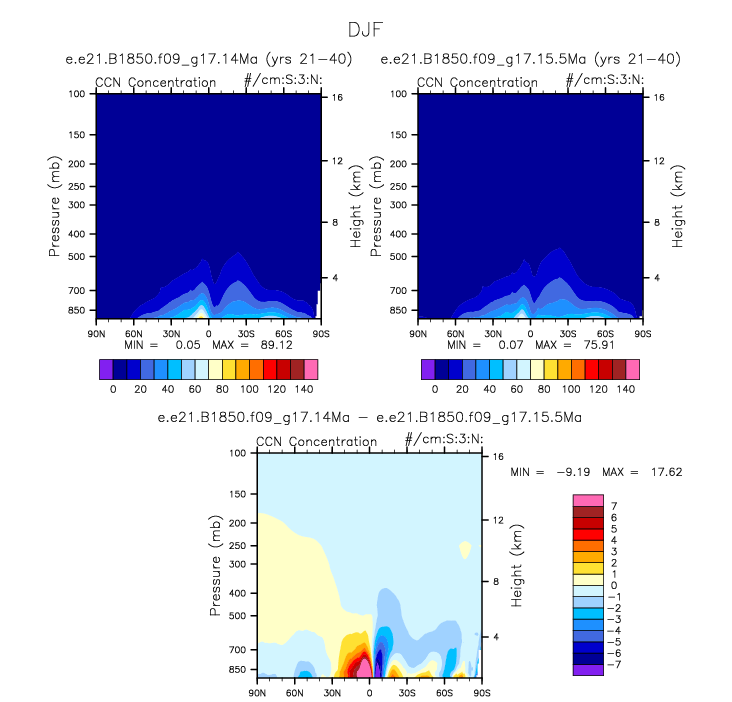 DJF
e.e21.B1850.f09_g17.14Ma (yrs 21−40) e.e21.B1850.f09_g17.15.5Ma (yrs 21−40)
CCN Concentration #/cm:S:3:N: CCN Concentration #/cm:S:3:N:
100 16 100 16
150 150
12 12
200 200
250 250
300 300
8 8
400 400
500 500
4 4
700 700
850 850
Pressure (mb) Height (km) Pressure (mb) Height (km)
90N 60N 30N 0 30S 60S 90S 90N 60N 30N 0 30S 60S 90S
MIN = 0.05 MAX = 89.12 MIN = 0.07 MAX = 75.91
0 20 40 60 80 100 120 140 0 20 40 60 80 100 120 140
e.e21.B1850.f09_g17.14Ma − e.e21.B1850.f09_g17.15.5Ma
CCN Concentration #/cm:S:3:N:
MIN = −9.19 MAX = 17.62
100 16
150
12
200
250
300
8
400
500
4
700
850
Pressure (mb) Height (km)
90N 60N 30N 0 30S 60S 90S
7
6
5
4
3
2
1
0
−1
−2
−3
−4
−5
−6
−7